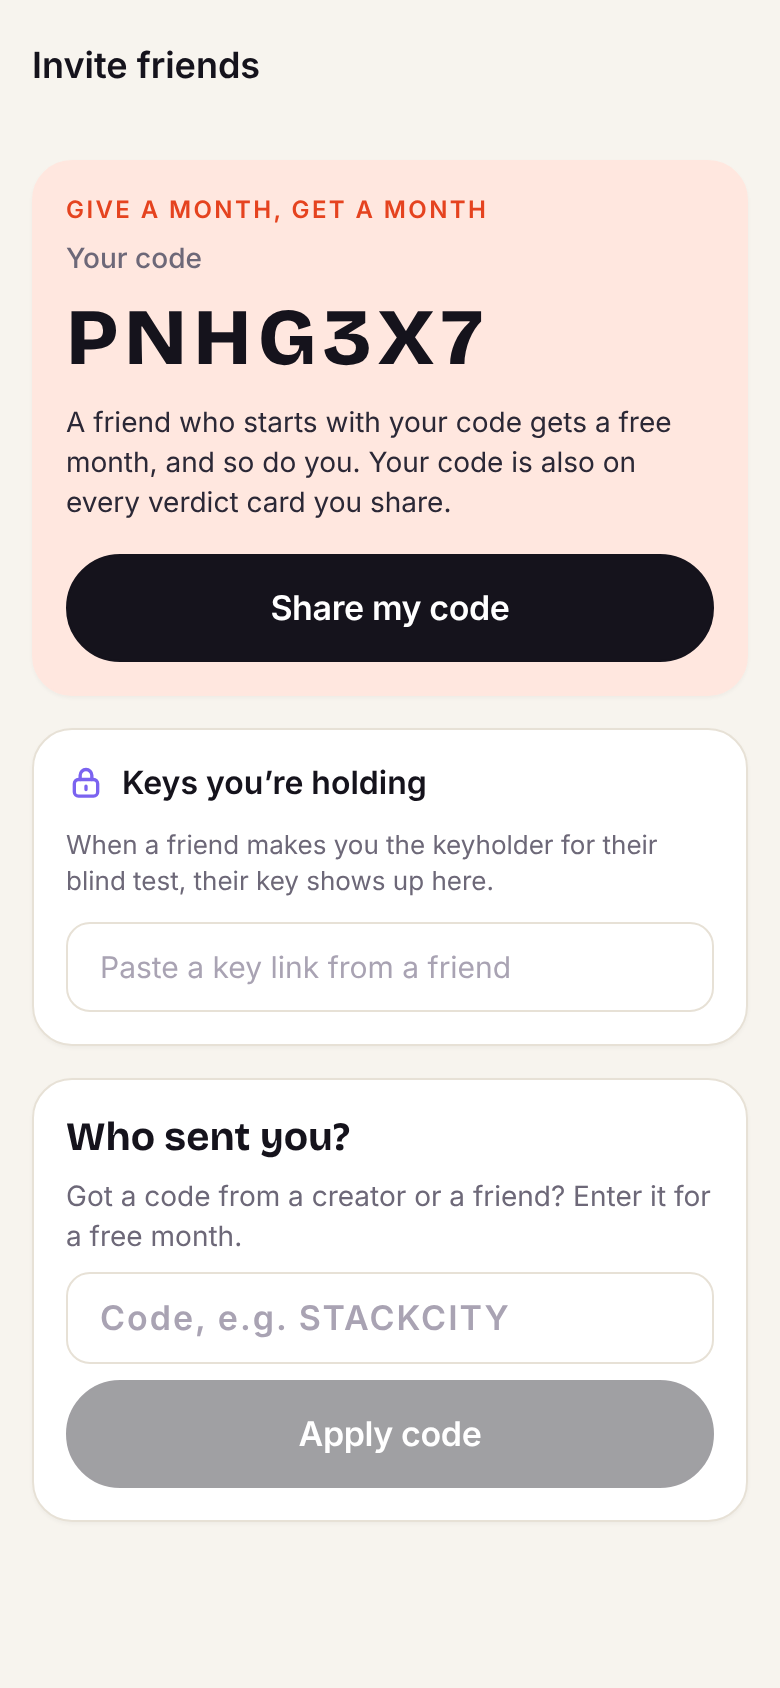 Invite friends
GIVE A MONTH, GET A MONTH
Your code
PNHG3X7
A friend who starts with your code gets a free
month, and so do you. Your code is also on
every verdict card you share.
Share my code
Keys you’re holding
When a friend makes you the keyholder for their
blind test, their key shows up here.
Paste a key link from a friend
Who sent you?
Got a code from a creator or a friend? Enter it for
a free month.
Code, e.g. STACKCITY
Apply code